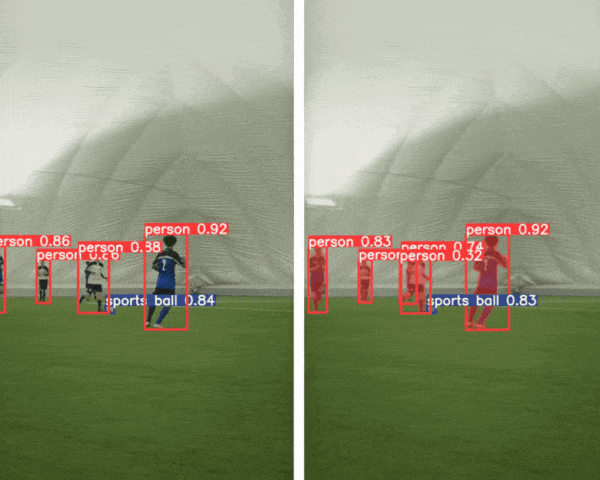 person 0.92
person 0.86
person 0.88
sports ball 0.84
person 0.92
person 0.83
person 0.74
person 0.32
sports ball 0.83